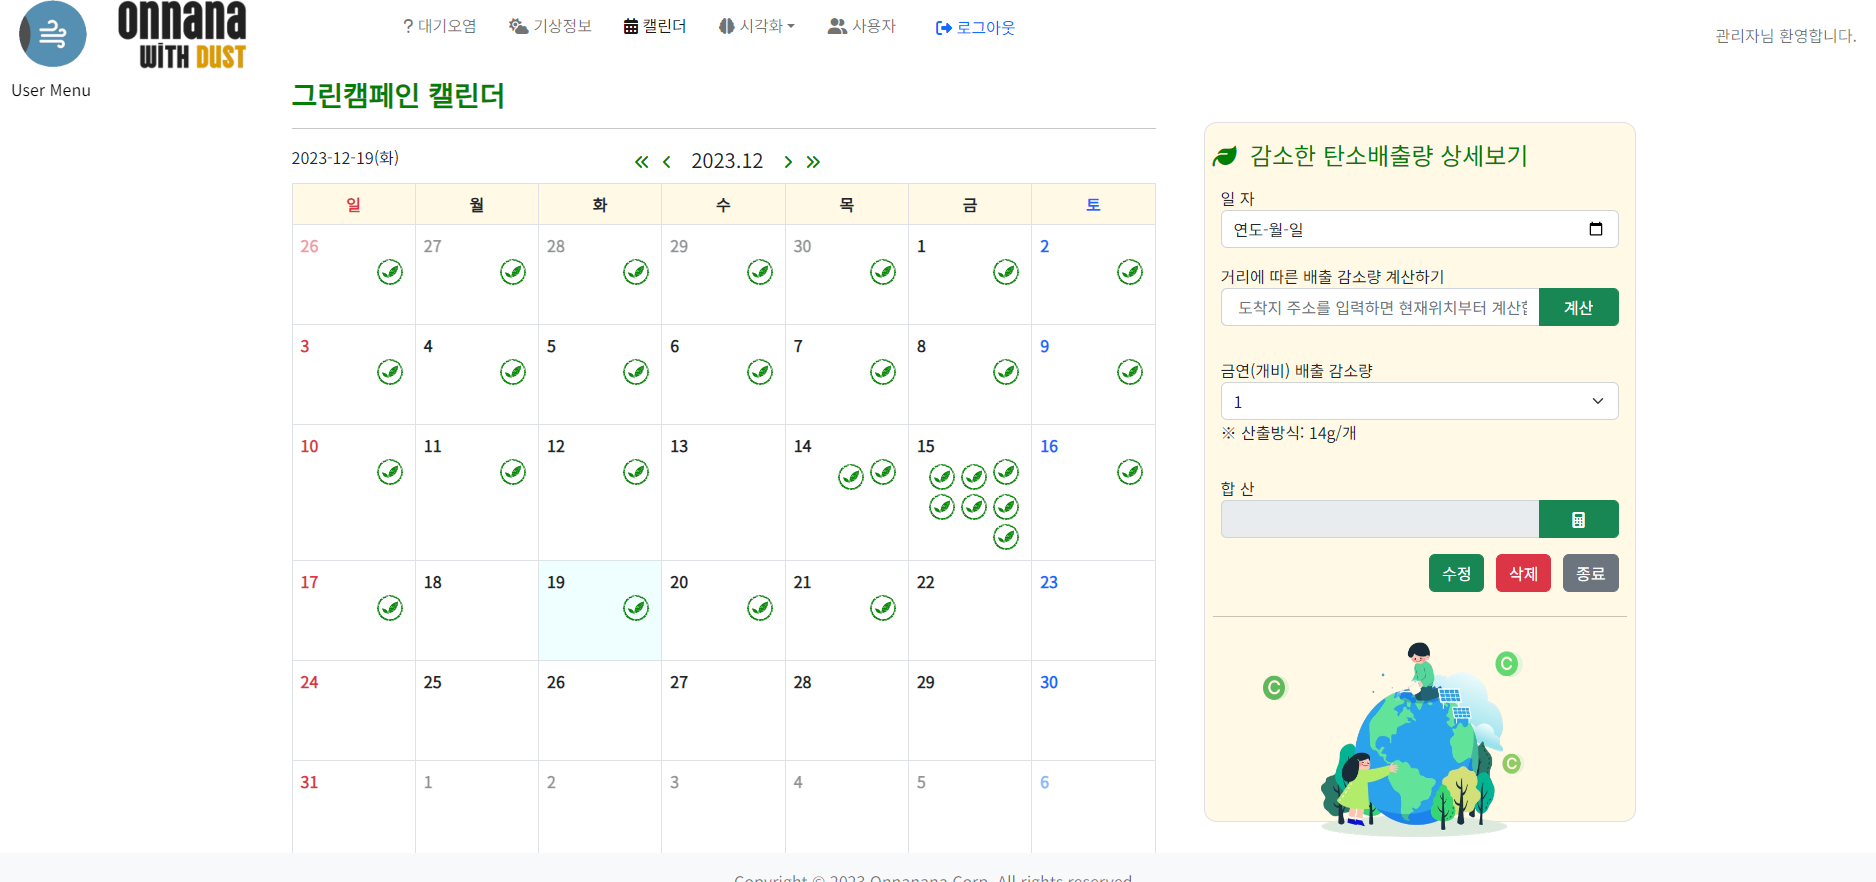 onnana
WITH DUST
User Menu
? 대기오염
기상정보
캘린더
시각화
사용자
로그아웃
관리자님 환영합니다.
그린캠페인 캘린더
2023-12-19(화)
2023.12
일 월 화 수 목 금 토
26 27 28 29 30 1 2
3 4 5 6 7 8 9
10 11 12 13 14 15 16
17 18 19 20 21 22 23
24 25 26 27 28 29 30
31 1 2 3 4 5 6
감소한 탄소배출량 상세보기
일 자
연도-월-일
거리에 따른 배출 감소량 계산하기
도착지 주소를 입력하면 현재위치부터 계산
계산
금연(개비) 배출 감소량
1
※ 산출방식: 14g/개
합 산
수정 삭제 종료
C
C
C
Copyright © 2023 Onnanana Corp. All rights reserved